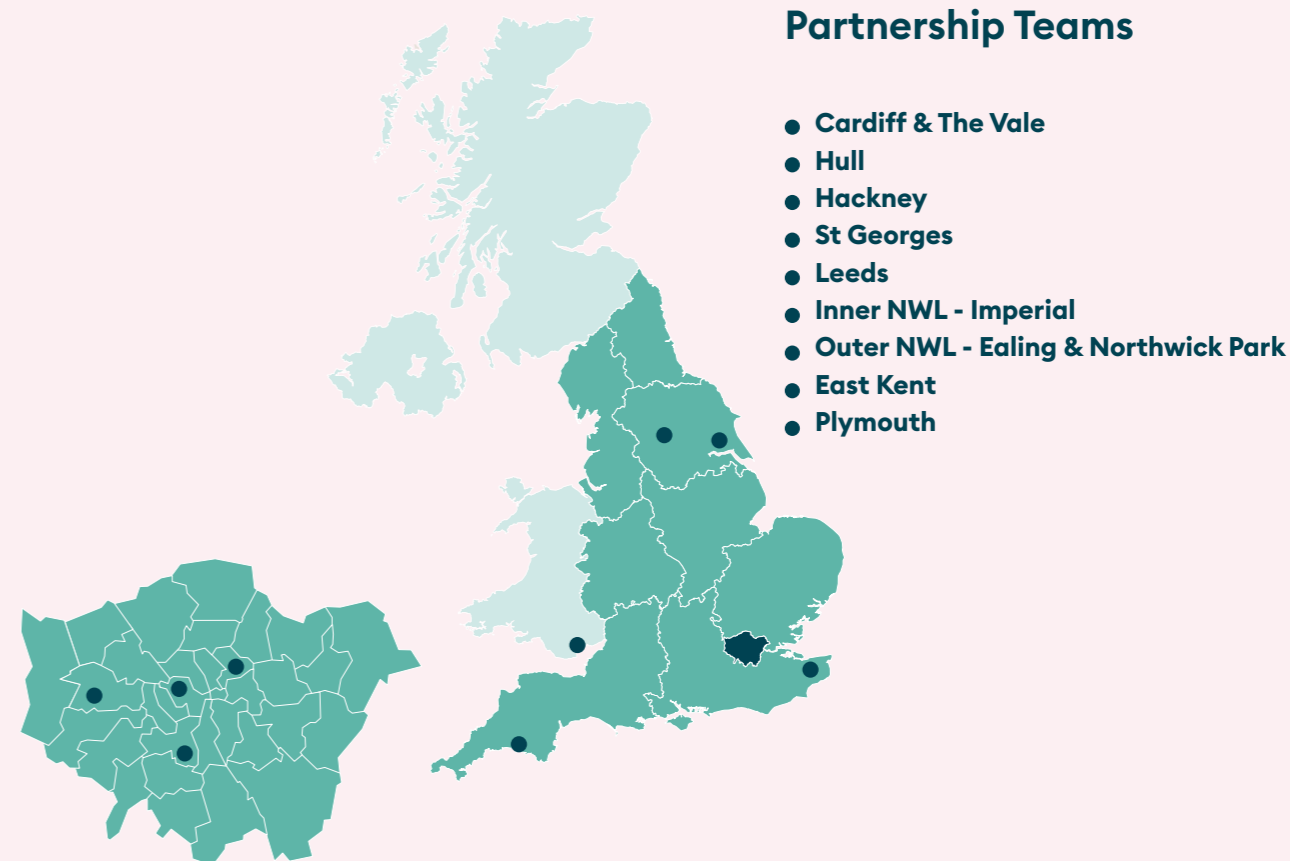 Partnership Teams
Cardiff & The Vale
Hull
Hackney
St Georges
Leeds
Inner NWL - Imperial
Outer NWL - Ealing & Northwick Park
East Kent
Plymouth